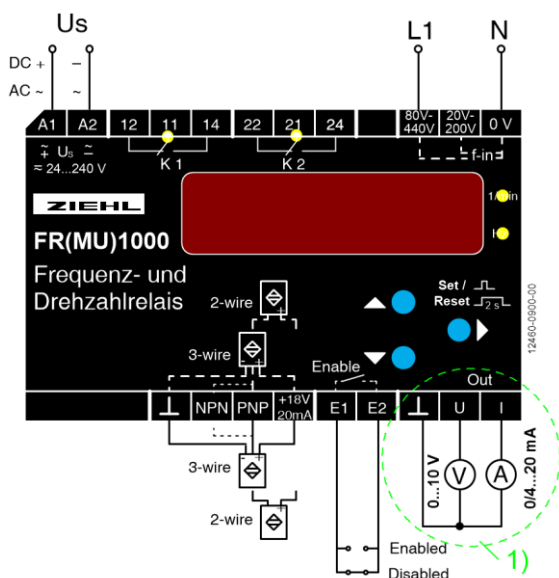 Us
L1
N
DC + −
AC ~ ~
A1 A2 12 11 14 22 21 24 80V-440V 20V-200V 0 V
~ Us ~
+ −
≂ 24...240 V
K 1
K 2
f-in
1/min
ZIEHL
FR(MU)1000
Frequenz- und
Drehzahlrelais
2-wire
Set /
Reset 2 s
12460-0900-00
3-wire
Enable
Out
⊥ NPN PNP +18V 20mA E1 E2 ⊥ U I
0...10 V
V
A
0/4...20 mA
3-wire
2-wire
Enabled
Disabled
1)